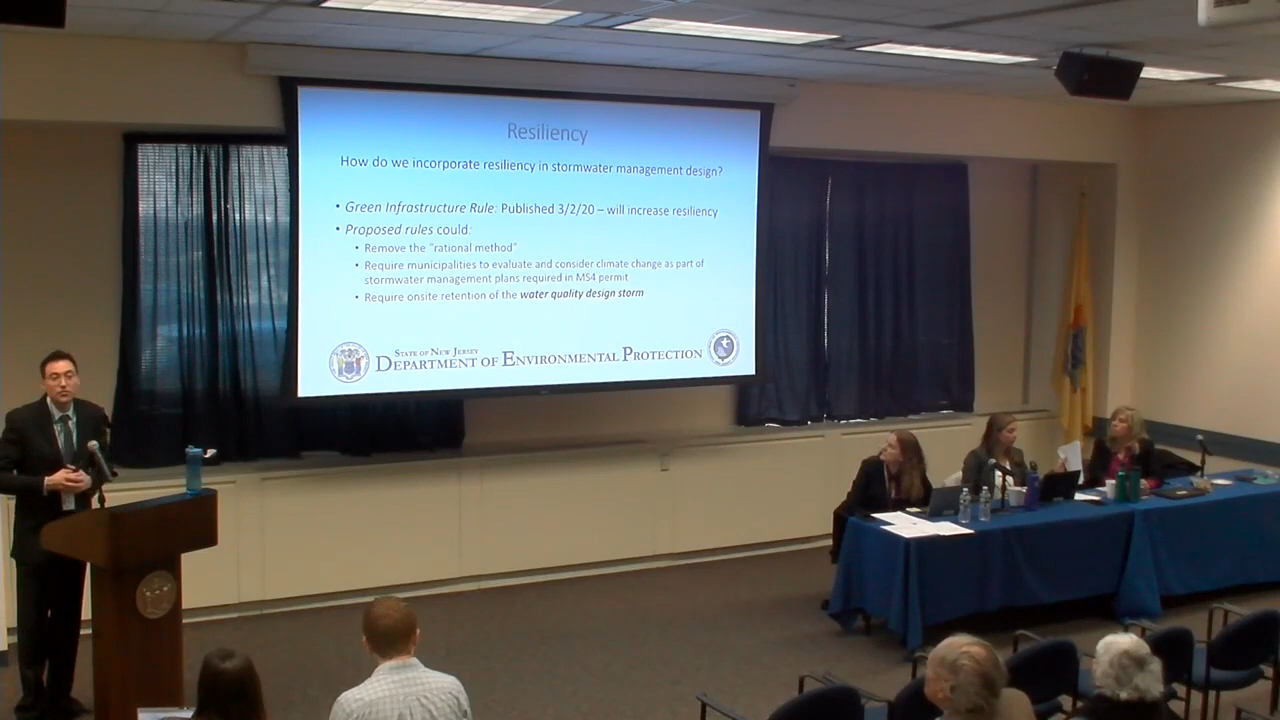 Resiliency
How do we incorporate resiliency in stormwater management design?
• Green Infrastructure Rule: Published 3/2/20 – will increase resiliency
• Proposed rules could:
• Remove the "rational method"
• Require municipalities to evaluate and consider climate change as part of
stormwater management plans required in MS4 permit
• Require onsite retention of the water quality design storm
STATE OF NEW JERSEY
DEPARTMENT OF ENVIRONMENTAL PROTECTION